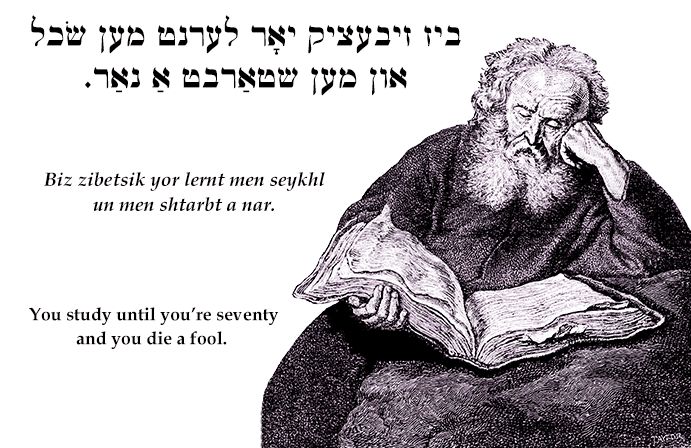 ביז זיבעציק יאָר לערנט מען שׂכל
און מען שטאַרבט אַ נאַר.
Biz zibetsik yor lernt men seykhl
un men shtarbt a nar.
You study until you’re seventy
and you die a fool.